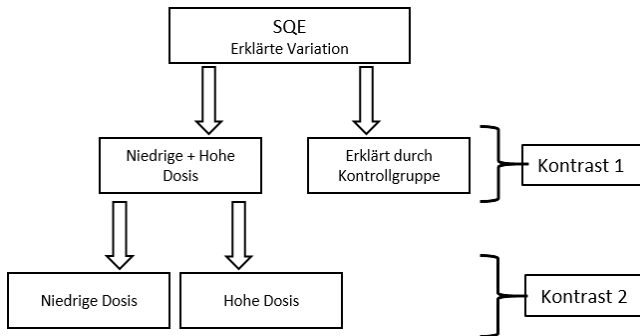 SQE
Erklärte Variation
Niedrige + Hohe
Dosis
Erklärt durch
Kontrollgruppe
Kontrast 1
Niedrige Dosis
Hohe Dosis
Kontrast 2